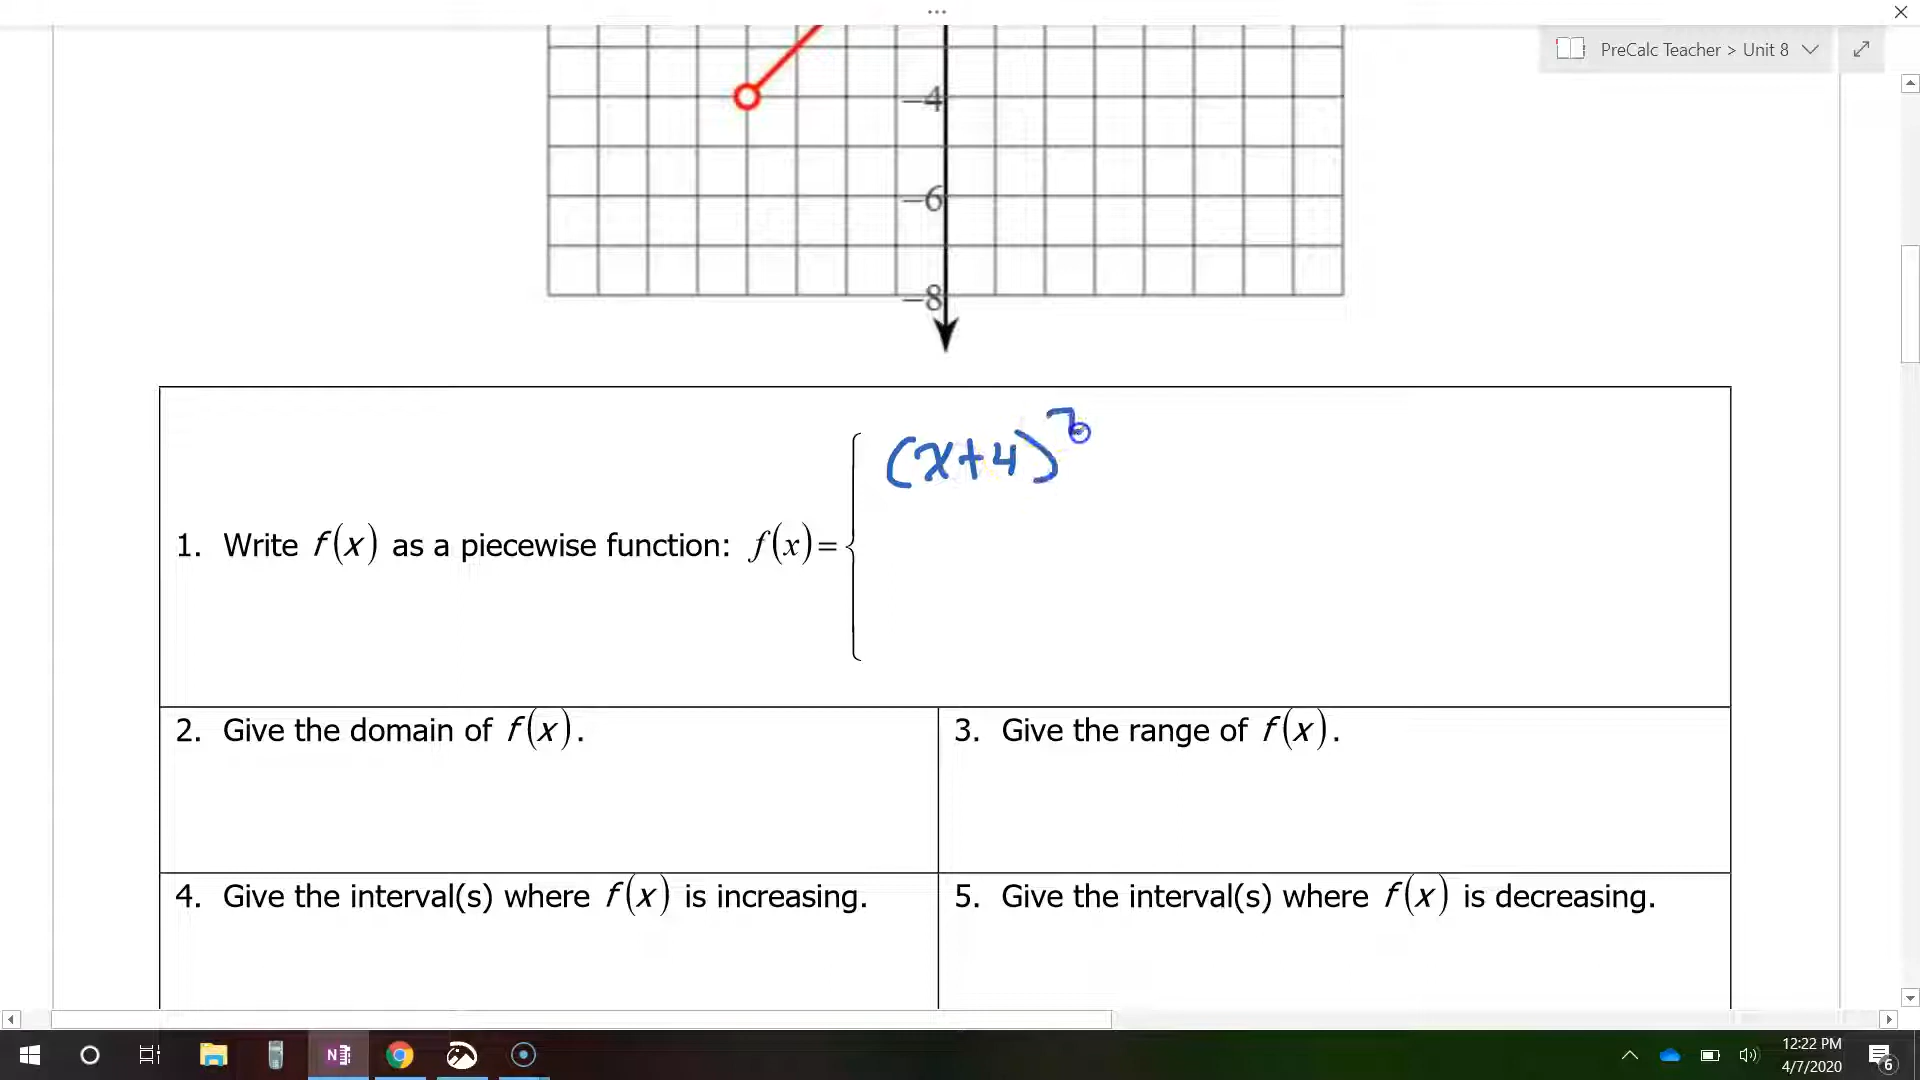 ...
PreCalc Teacher > Unit 8
−4
−6
−8
(x+4)
1. Write f(x) as a piecewise function: f(x)={
2. Give the domain of f(x).
3. Give the range of f(x).
4. Give the interval(s) where f(x) is increasing.
5. Give the interval(s) where f(x) is decreasing.
12:22 PM
4/7/2020
6